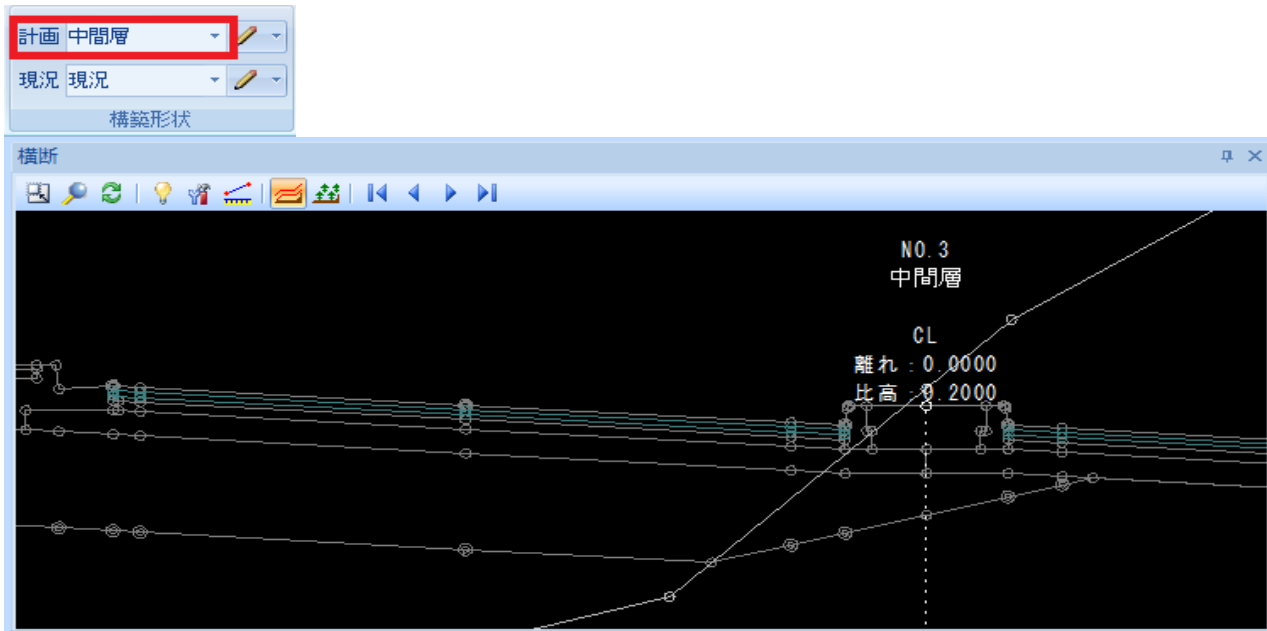 計画 中間層
現況 現況
構築形状
横断
NO.3
中間層
CL
離れ：0.0000
比高：0.2000